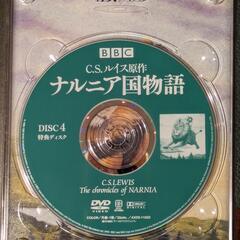 BBC
C.S.ルイス原作
ナルニア国物語
DISC 4
特典ディスク
C.S.LEWIS
The chronicles of NARNIA
DVD
VIDEO